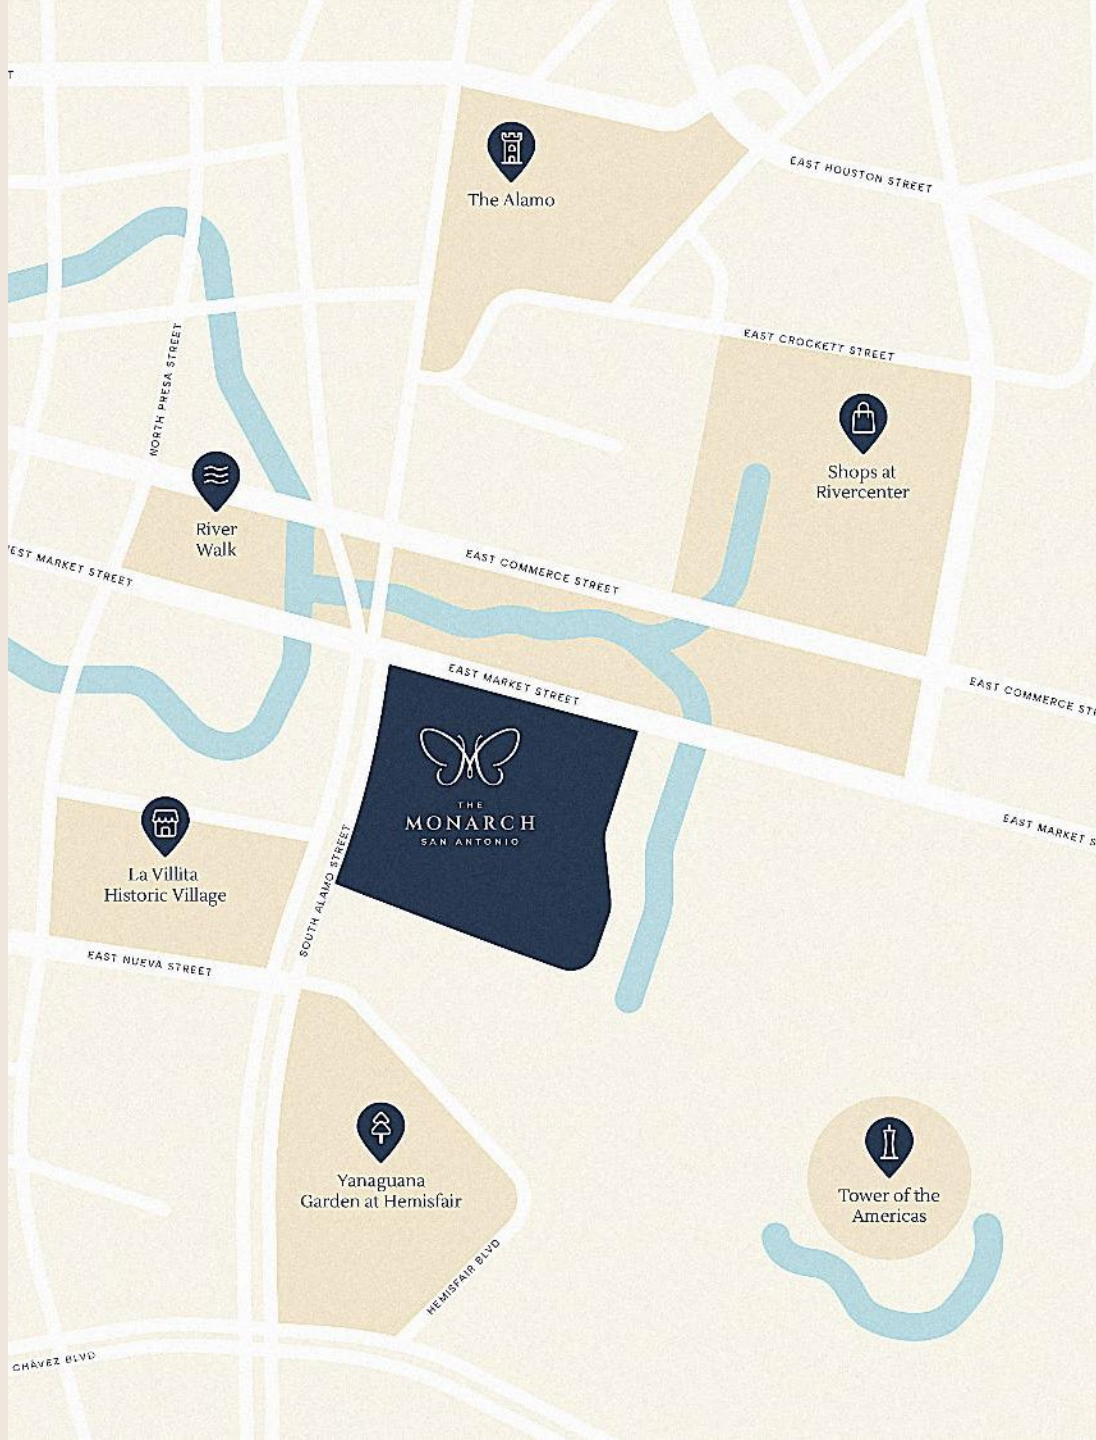 T
The Alamo
EAST HOUSTON STREET
EAST CROCKETT STREET
NORTH PRESA STREET
Shops at
Rivercenter
River
Walk
EAST COMMERCE STREET
EST MARKET STREET
EAST MARKET STREET
EAST COMMERCE STR
THE
MONARCH
SAN ANTONIO
EAST MARKET S
La Villita
Historic Village
SOUTH ALAMO STREET
EAST NUEVA STREET
Yanaguana
Garden at Hemisfair
Tower of the
Americas
HEMISFAIR BLVD
CHÁVEZ BLVD